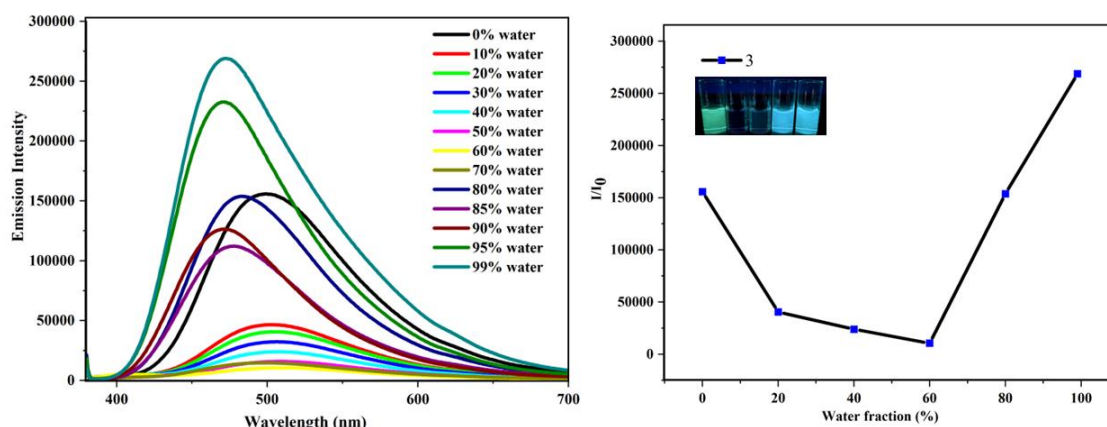 300000
250000
200000
150000
100000
50000
0
Emission Intensity
400
500
600
700
Wavelength (nm)
0% water
10% water
20% water
30% water
40% water
50% water
60% water
70% water
80% water
85% water
90% water
95% water
99% water
300000
250000
200000
150000
100000
50000
0
I/I0
3
0
20
40
60
80
100
Water fraction (%)